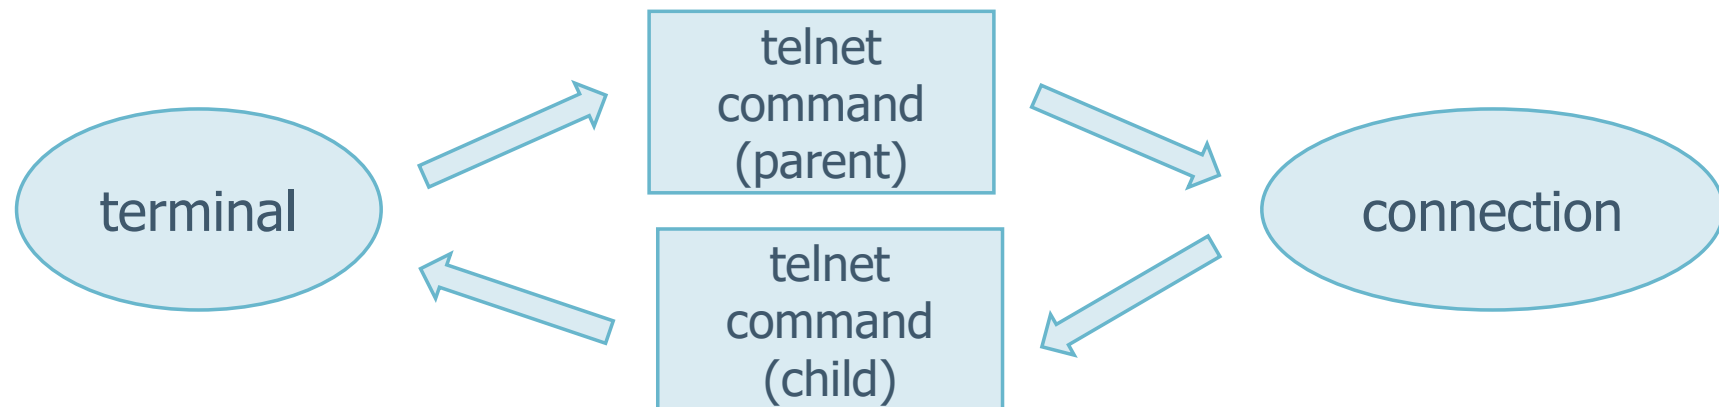 telnet
command
(parent)
terminal
connection
telnet
command
(child)